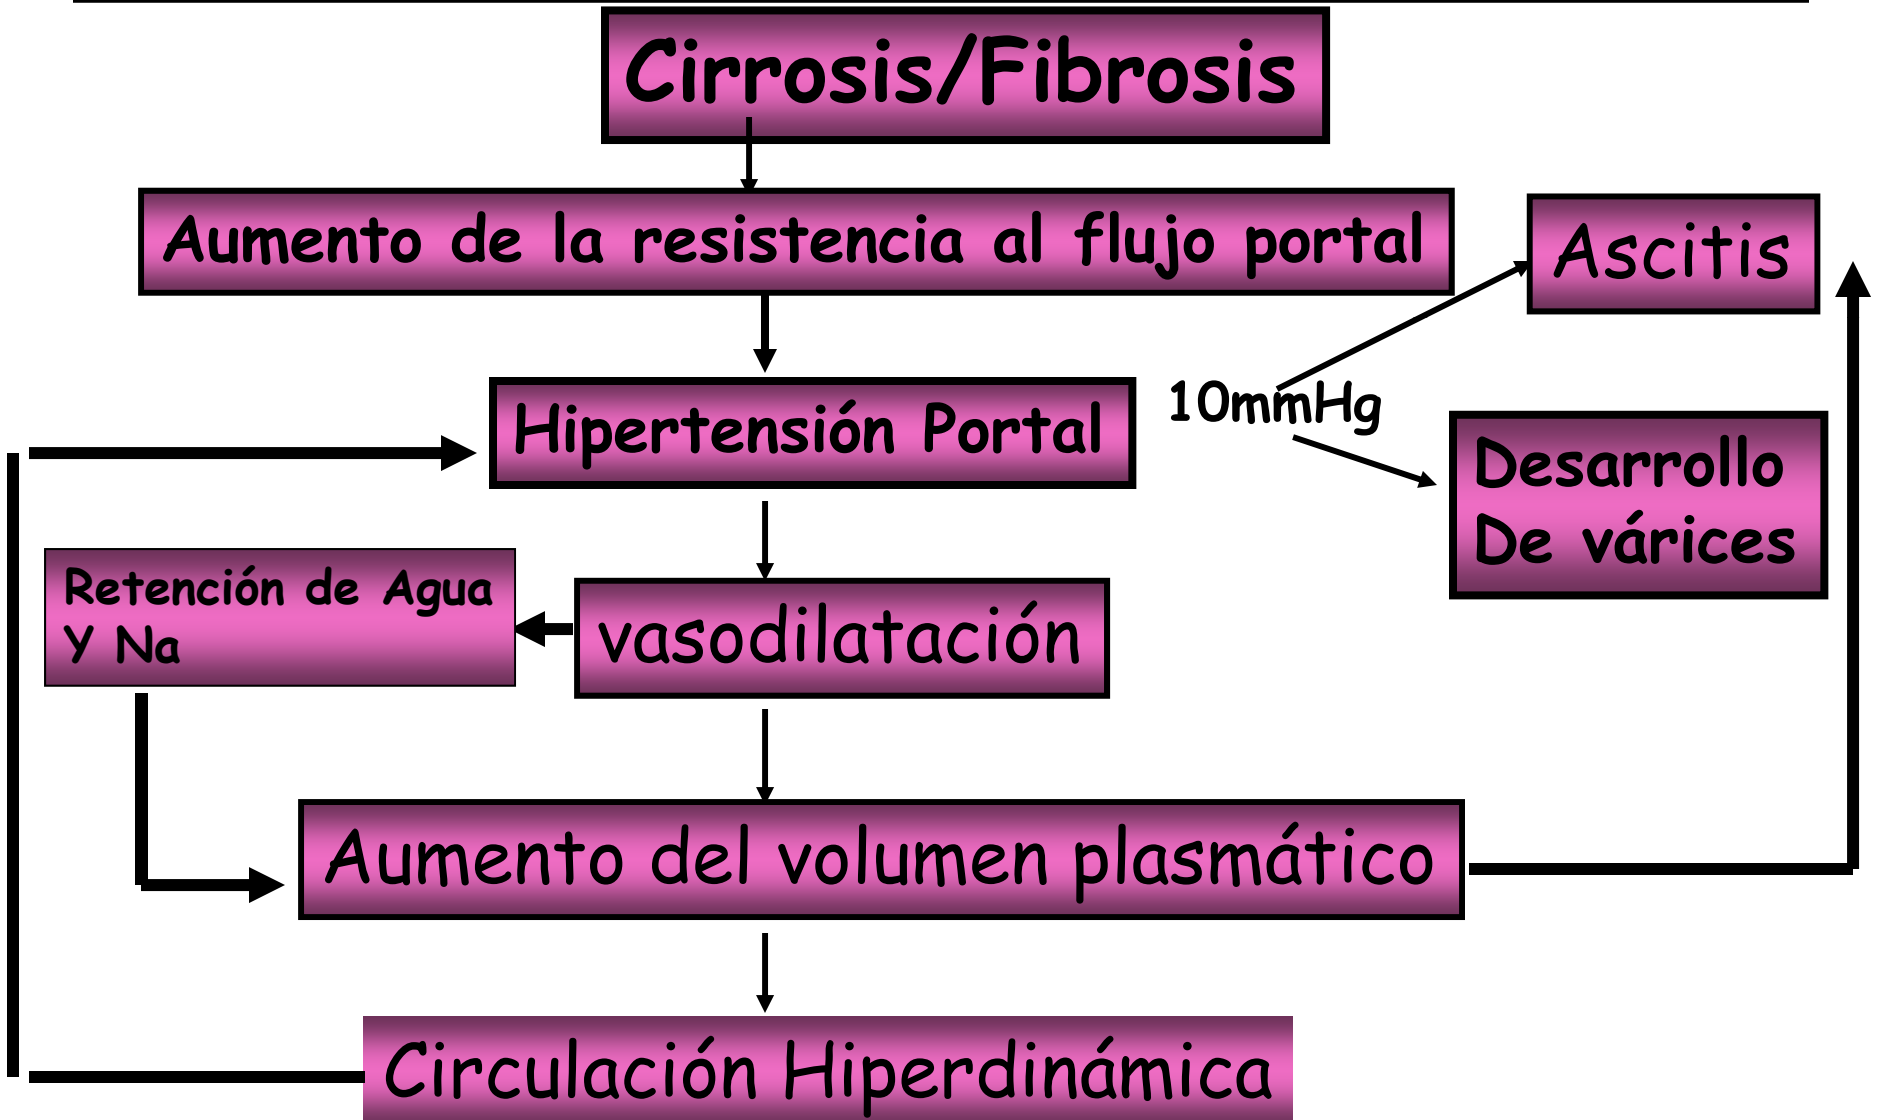 Cirrosis/Fibrosis
Aumento de la resistencia al flujo portal
Ascitis
Hipertensión Portal
10mmHg
Desarrollo
De várices
Retención de Agua
Y Na
vasodilatación
Aumento del volumen plasmático
Circulación Hiperdinámica